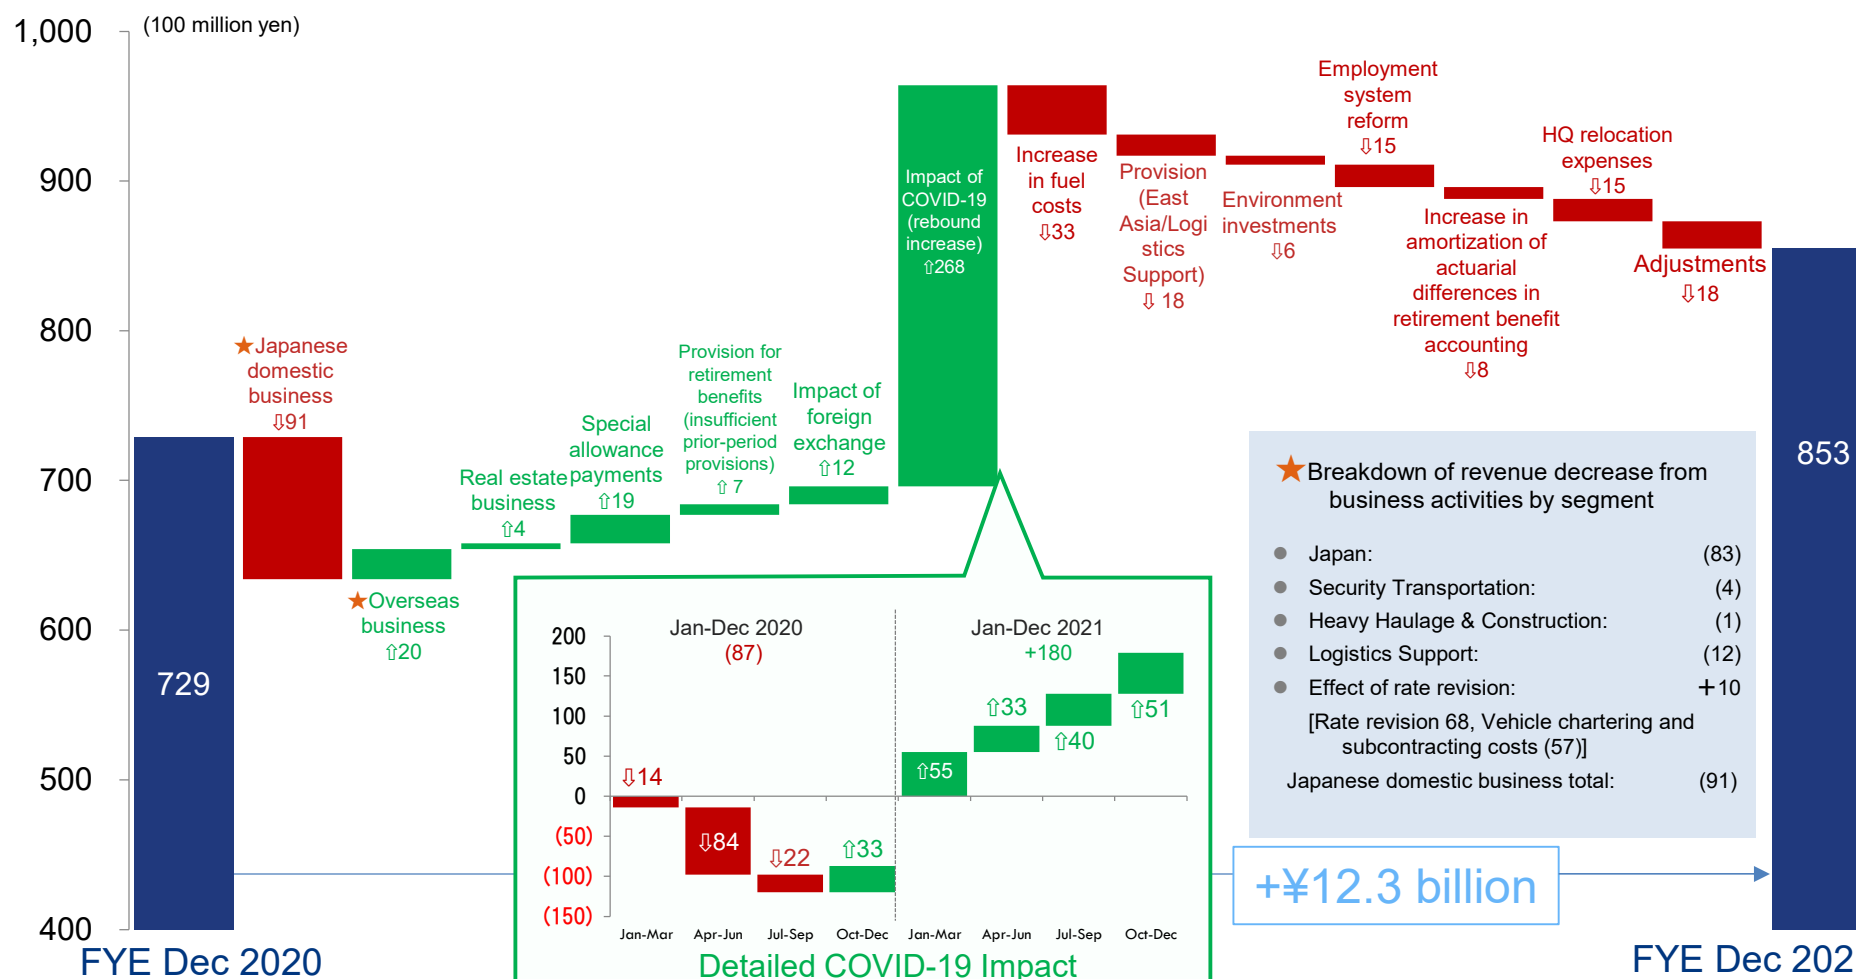 (100 million yen)
1,000
900
800
700
600
500
400
729
FYE Dec 2020
★Japanese
domestic
business
⇩91
★Overseas
business
⇧20
Real estate
business
⇧4
Special
allowance
payments
⇧19
Provision for
retirement
benefits
(insufficient
prior-period
provisions)
⇧ 7
Impact of
foreign
exchange
⇧12
Impact of
COVID-19
(rebound
increase)
⇧268
Increase
in fuel
costs
⇩33
Provision
(East
Asia/Logi
stics
Support)
⇩ 18
Environment
investments
⇩6
Employment
system
reform
⇩15
Increase in
amortization of
actuarial
differences in
retirement benefit
accounting
⇩8
HQ relocation
expenses
⇩15
Adjustments
⇩18
853
FYE Dec 202
★Breakdown of revenue decrease from
business activities by segment
● Japan: (83)
● Security Transportation: (4)
● Heavy Haulage & Construction: (1)
● Logistics Support: (12)
● Effect of rate revision: +10
[Rate revision 68, Vehicle chartering and
subcontracting costs (57)]
Japanese domestic business total: (91)
+¥12.3 billion
Jan-Dec 2020
(87)
Jan-Dec 2021
+180
200
150
100
50
0
(50)
(100)
(150)
⇩14
⇩84
⇩22
⇧33
⇧55
⇧33
⇧40
⇧51
Jan-Mar Apr-Jun Jul-Sep Oct-Dec Jan-Mar Apr-Jun Jul-Sep Oct-Dec
Detailed COVID-19 Impact